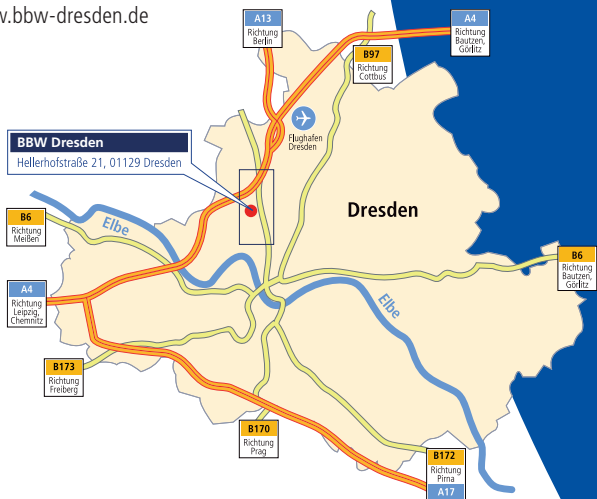 w.bbw-dresden.de
A13
Richtung
Berlin
A4
Richtung
Bautzen,
Görlitz
B97
Richtung
Cottbus
Flughafen
Dresden
BBW Dresden
Hellerhofstraße 21, 01129 Dresden
Dresden
B6
Richtung
Meißen
Elbe
B6
Richtung
Bautzen,
Görlitz
A4
Richtung
Leipzig,
Chemnitz
Elbe
B173
Richtung
Freiberg
B170
Richtung
Prag
B172
Richtung
Pirna
A17